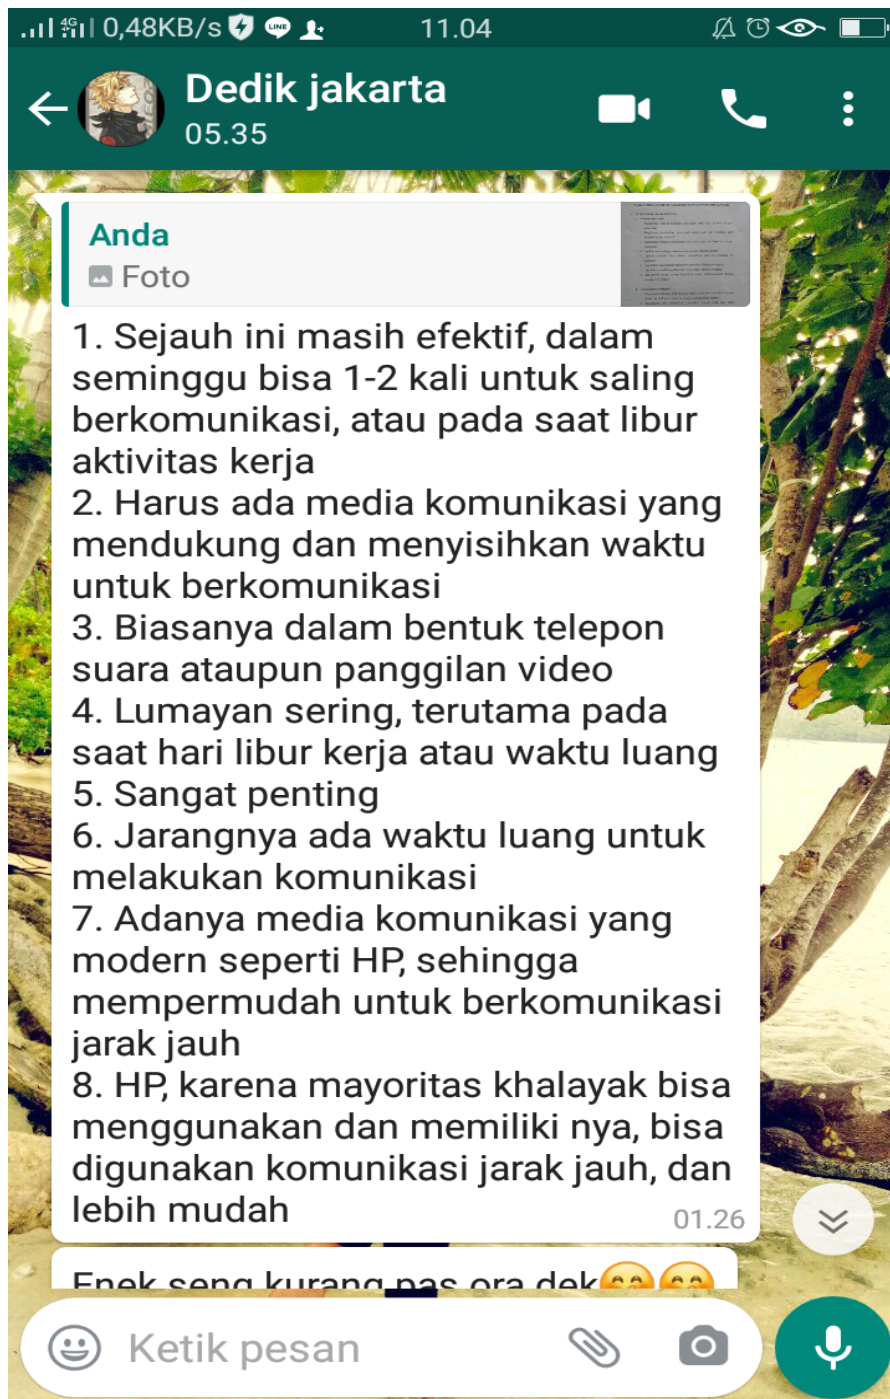 0,48KB/s LINE 11.04
Dedik jakarta
05.35
Anda
Foto
1. Sejauh ini masih efektif, dalam
seminggu bisa 1-2 kali untuk saling
berkomunikasi, atau pada saat libur
aktivitas kerja
2. Harus ada media komunikasi yang
mendukung dan menyisihkan waktu
untuk berkomunikasi
3. Biasanya dalam bentuk telepon
suara ataupun panggilan video
4. Lumayan sering, terutama pada
saat hari libur kerja atau waktu luang
5. Sangat penting
6. Jarangnya ada waktu luang untuk
melakukan komunikasi
7. Adanya media komunikasi yang
modern seperti HP, sehingga
mempermudah untuk berkomunikasi
jarak jauh
8. HP, karena mayoritas khalayak bisa
menggunakan dan memiliki nya, bisa
digunakan komunikasi jarak jauh, dan
lebih mudah
01.26
Enek seng kurang pas ora dek😊😊
Ketik pesan